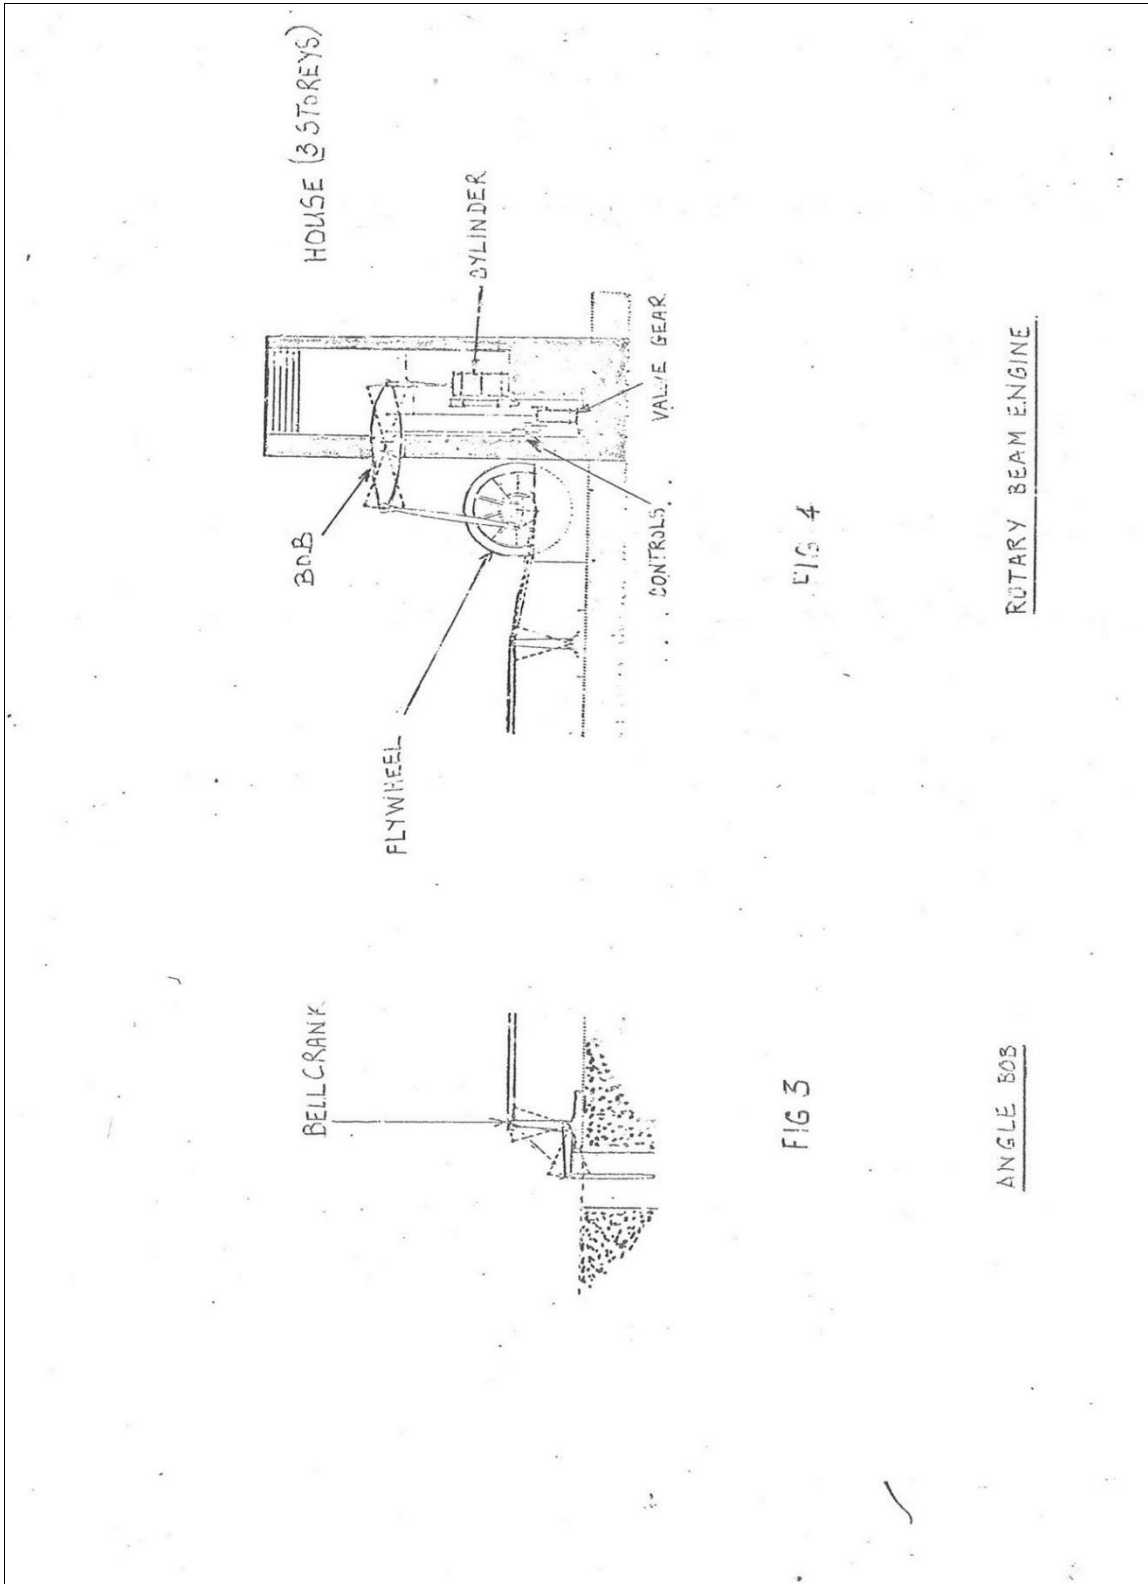 BELLCRANK
FIG 3
ANGLE BOB
HOUSE (3 STOREYS)
BOB
FLYWHEEL
CYLINDER
CONTROLS
VALVE GEAR
FIG 4
ROTARY BEAM ENGINE